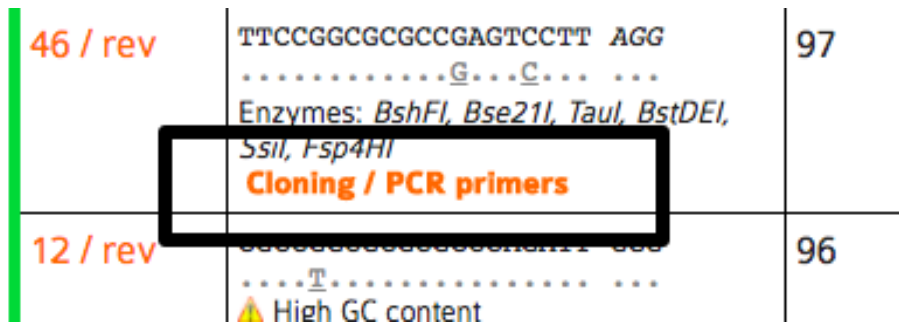 46 / rev
TTCCGGCGCGCCGAGTCCTT AGG
97
............G...C... ...
Enzymes: BshFI, Bse21I, TauI, BstDEI,
SsiI, Fsp4HI
Cloning / PCR primers
12 / rev
96
....T............... ...
High GC content